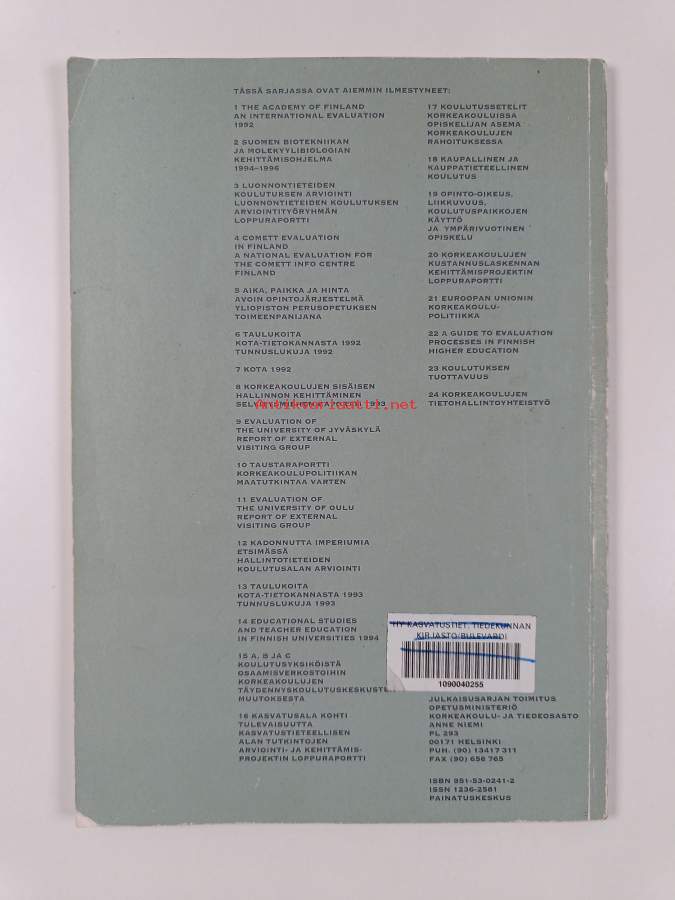 TÄSSÄ SARJASSA OVAT AIEMMIN ILMESTYNEET:
1 THE ACADEMY OF FINLAND
AN INTERNATIONAL EVALUATION
1992
2 SUOMEN BIOTEKNIIKAN
JA MOLEKYYLIBIOLOGIAN
KEHITTÄMISOHJELMA
1994–1996
3 LUONNONTIETEIDEN
KOULUTUKSEN ARVIOINTI
LUONNONTIETEIDEN KOULUTUKSEN
ARVIOINTITYÖRYHMÄN
LOPPURAPORTTI
4 COMETT EVALUATION
IN FINLAND
A NATIONAL EVALUATION FOR
THE COMETT INFO CENTRE
FINLAND
5 AIKA, PAIKKA JA HINTA
AVOIN OPINTOJÄRJESTELMÄ
YLIOPISTON PERUSOPETUKSEN
TOIMEENPANIJANA
6 TAULUKOITA
KOTA-TIETOKANNASTA 1992
TUNNUSLUKUJA 1992
7 KOTA 1992
8 KORKEAKOULUJEN SISÄISEN
HALLINNON KEHITTÄMINEN
1993
antikvariaatti.net
9 EVALUATION OF
THE UNIVERSITY OF JYVÄSKYLÄ
REPORT OF EXTERNAL
VISITING GROUP
10 TAUSTARAPORTTI
KORKEAKOULUPOLITIIKAN
MAATUTKINTAA VARTEN
11 EVALUATION OF
THE UNIVERSITY OF OULU
REPORT OF EXTERNAL
VISITING GROUP
12 KADONNUTTA IMPERIUMIA
ETSIMÄSSÄ
HALLINTOTIETEIDEN
KOULUTUSALAN ARVIOINTI
13 TAULUKOITA
KOTA-TIETOKANNASTA 1993
TUNNUSLUKUJA 1993
14 EDUCATIONAL STUDIES
AND TEACHER EDUCATION
IN FINNISH UNIVERSITIES 1994
15 A, B JA C
KOULUTUSYKSIKÖISTÄ
OSAAMISVERKOSTOIHIN
KORKEAKOULUJEN
TÄYDENNYSKOULUTUSKESKUSTE
MUUTOKSESTA
16 KASVATUSALA KOHTI
TULEVAISUUTTA
KASVATUSTIETEELLISEN
ALAN TUTKINTOJEN
ARVIOINTI- JA KEHITTÄMIS-
PROJEKTIN LOPPURAPORTTI
17 KOULUTUSSETELIT
KORKEAKOULUISSA
OPISKELIJAN ASEMA
KORKEAKOULUJEN
RAHOITUKSESSA
18 KAUPALLINEN JA
KAUPPATIETEELLINEN
KOULUTUS
19 OPINTO-OIKEUS,
LIIKKUVUUS,
KOULUTUSPAIKKOJEN
KÄYTTÖ
JA YMPÄRIVUOTINEN
OPISKELU
20 KORKEAKOULUJEN
KUSTANNUSLASKENNAN
KEHITTÄMISPROJEKTIN
LOPPURAPORTTI
21 EUROOPAN UNIONIN
KORKEAKOULU-
POLITIIKKA
22 A GUIDE TO EVALUATION
PROCESSES IN FINNISH
HIGHER EDUCATION
23 KOULUTUKSEN
TUOTTAVUUS
24 KORKEAKOULUJEN
TIETOHALLINTOYHTEISTYÖ
HY KASVATUSTIET. TIEDEKUNNAN
KIRJASTO/BULEVARDI
1090040255
JULKAISUSARJAN TOIMITUS
OPETUSMINISTERIÖ
KORKEAKOULU- JA TIEDEOSASTO
ANNE NIEMI
PL 293
00171 HELSINKI
PUH. (90) 13417 311
FAX (90) 656 765
ISBN 951-53-0241-2
ISSN 1236-2581
PAINATUSKESKUS